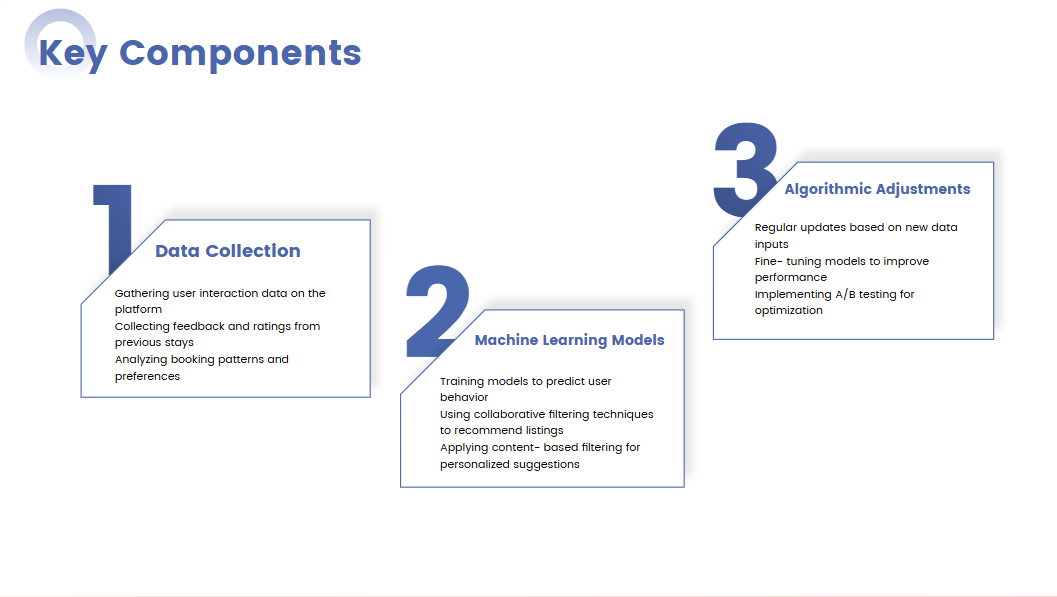 Key Components
1
Data Collection
Gathering user interaction data on the
platform
Collecting feedback and ratings from
previous stays
Analyzing booking patterns and
preferences
2
Machine Learning Models
Training models to predict user
behavior
Using collaborative filtering techniques
to recommend listings
Applying content- based filtering for
personalized suggestions
3
Algorithmic Adjustments
Regular updates based on new data
inputs
Fine- tuning models to improve
performance
Implementing A/B testing for
optimization